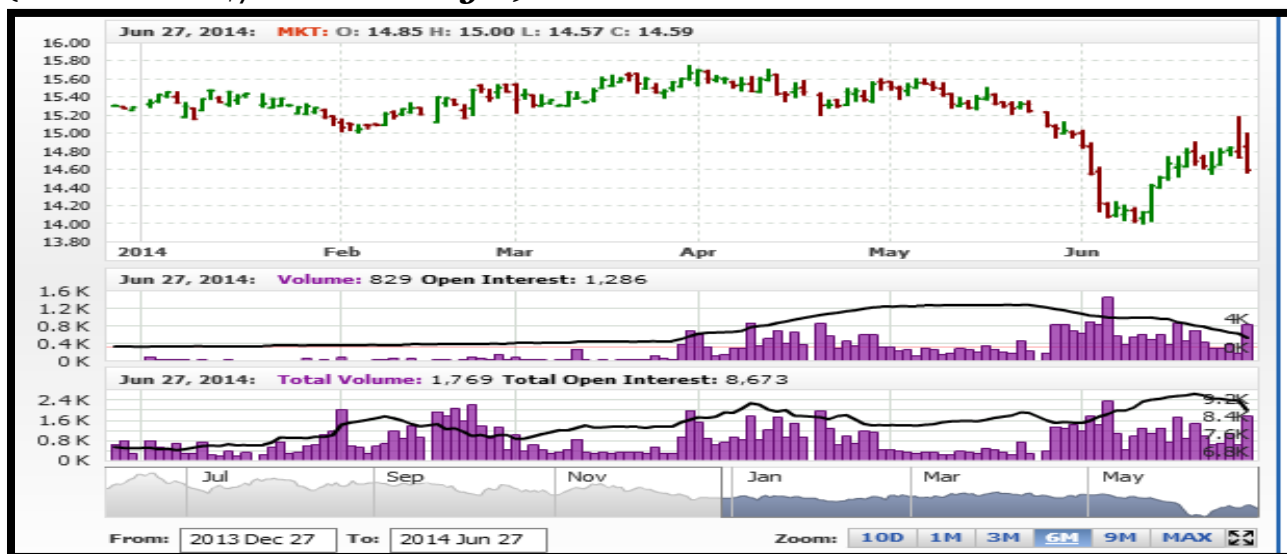 Jun 27, 2014: MKT: O: 14.85 H: 15.00 L: 14.57 C: 14.59
16.00
15.80
15.60
15.40
15.20
15.00
14.80
14.60
14.40
14.20
14.00
13.80
2014 Feb Mar Apr May Jun
Jun 27, 2014: Volume: 829 Open Interest: 1,286
1.6 K
1.2 K
0.8 K 4K
0.4 K 0K
0 K
Jun 27, 2014: Total Volume: 1,769 Total Open Interest: 8,673
2.4 K 9.2K
1.6 K 8.4K
0.8 K 7.6K
0 K 6.8K
Jul Sep Nov Jan Mar May
From: 2013 Dec 27 To: 2014 Jun 27 Zoom: 10D 1M 3M 6M 9M MAX